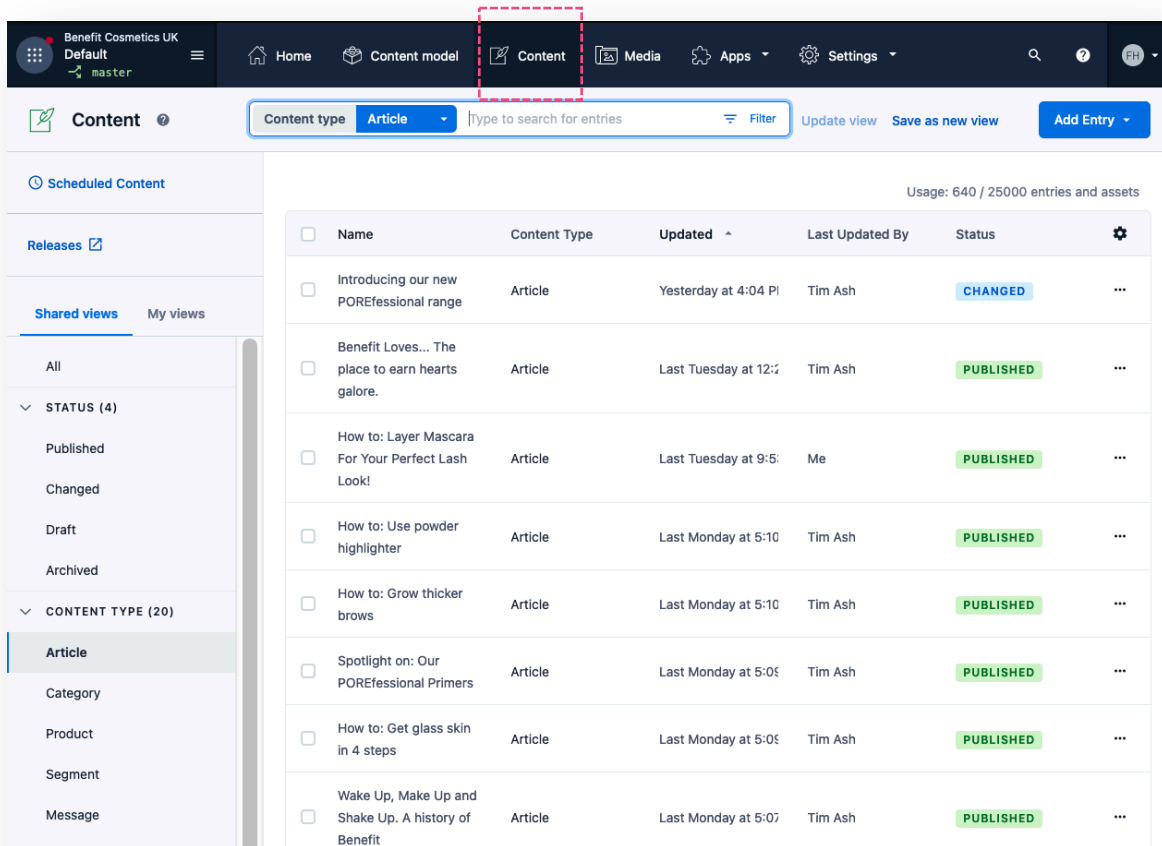 Benefit Cosmetics UK
Default
master
Home
Content model
Content
Media
Apps
Settings
FH
Content
Content type
Article
Type to search for entries
Filter
Update view
Save as new view
Add Entry
Scheduled Content
Releases
Shared views
My views
All
STATUS (4)
Published
Changed
Draft
Archived
CONTENT TYPE (20)
Article
Category
Product
Segment
Message
Usage: 640 / 25000 entries and assets
Name
Content Type
Updated
Last Updated By
Status
Introducing our new
POREfessional range
Article
Yesterday at 4:04 P
Tim Ash
CHANGED
Benefit Loves... The
place to earn hearts
galore.
Article
Last Tuesday at 12:2
Tim Ash
PUBLISHED
How to: Layer Mascara
For Your Perfect Lash
Look!
Article
Last Tuesday at 9:5
Me
PUBLISHED
How to: Use powder
highlighter
Article
Last Monday at 5:10
Tim Ash
PUBLISHED
How to: Grow thicker
brows
Article
Last Monday at 5:10
Tim Ash
PUBLISHED
Spotlight on: Our
POREfessional Primers
Article
Last Monday at 5:09
Tim Ash
PUBLISHED
How to: Get glass skin
in 4 steps
Article
Last Monday at 5:09
Tim Ash
PUBLISHED
Wake Up, Make Up and
Shake Up. A history of
Benefit
Article
Last Monday at 5:07
Tim Ash
PUBLISHED